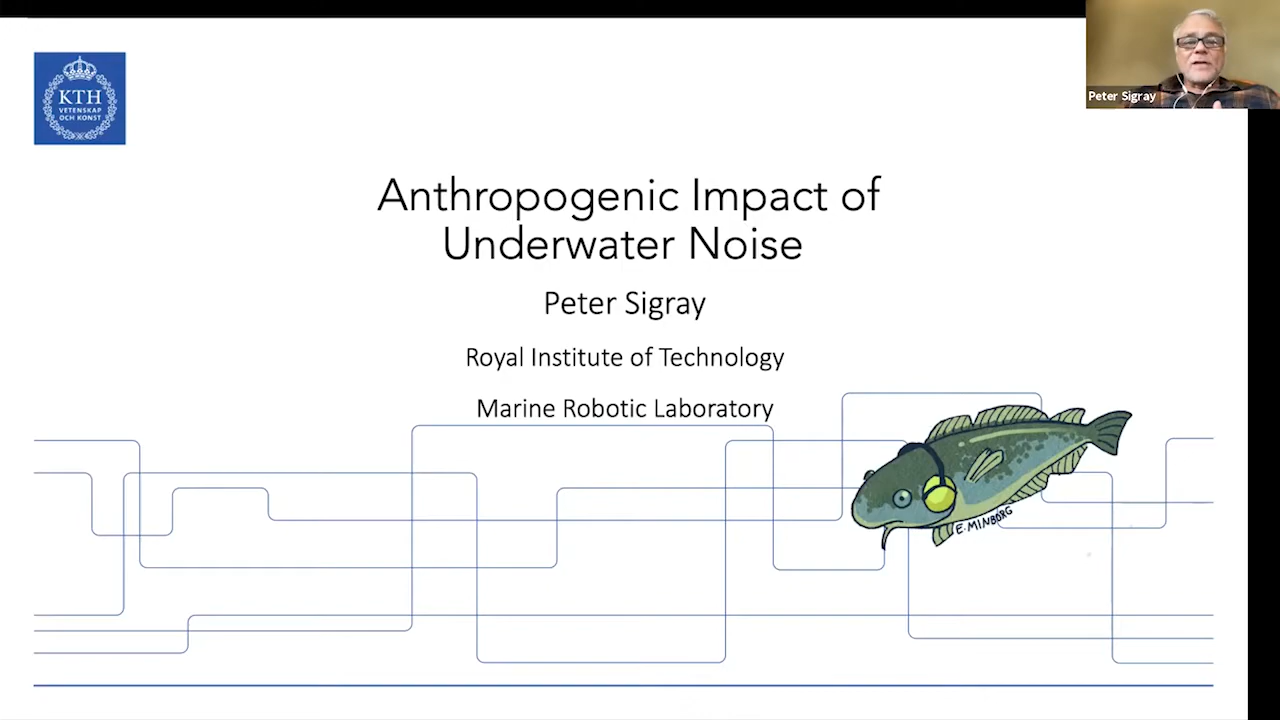 KTH
VETENSKAP
OCH KONST
Peter Sigray
Anthropogenic Impact of
Underwater Noise
Peter Sigray
Royal Institute of Technology
Marine Robotic Laboratory
E. MINBORG